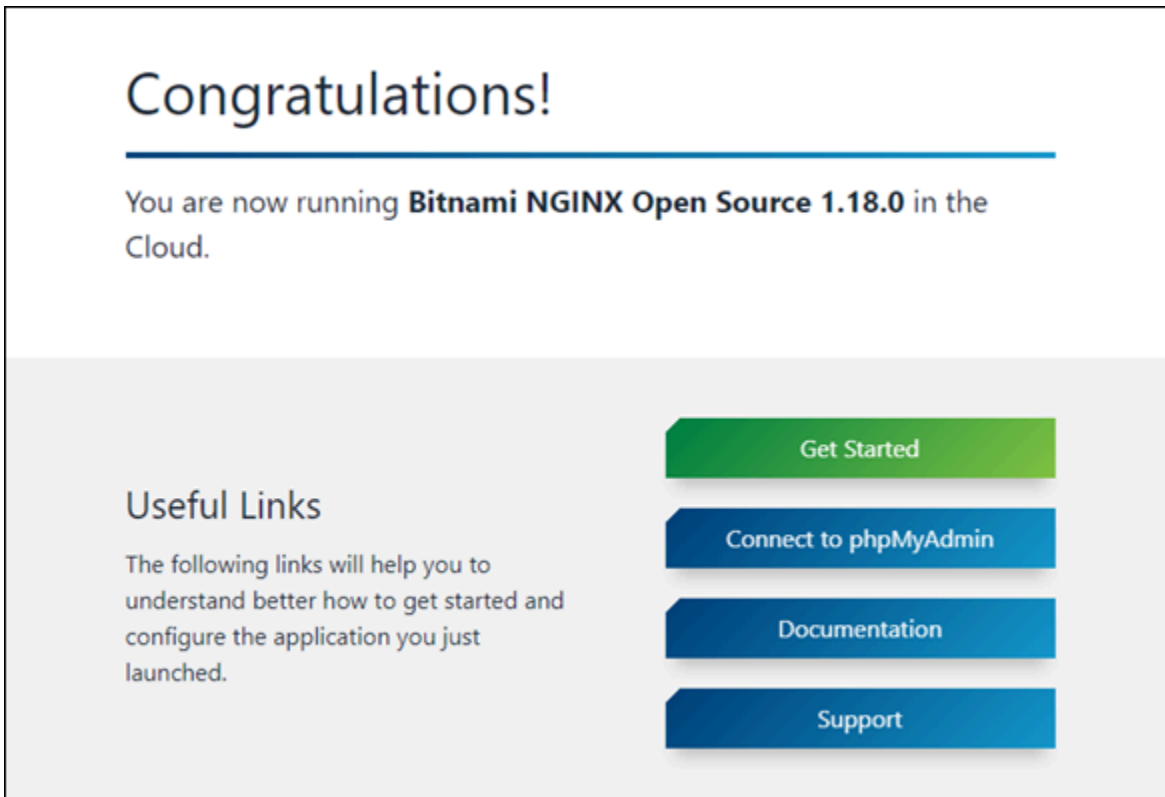 Congratulations!
You are now running Bitnami NGINX Open Source 1.18.0 in the
Cloud.
Useful Links
The following links will help you to
understand better how to get started and
configure the application you just
launched.
Get Started
Connect to phpMyAdmin
Documentation
Support